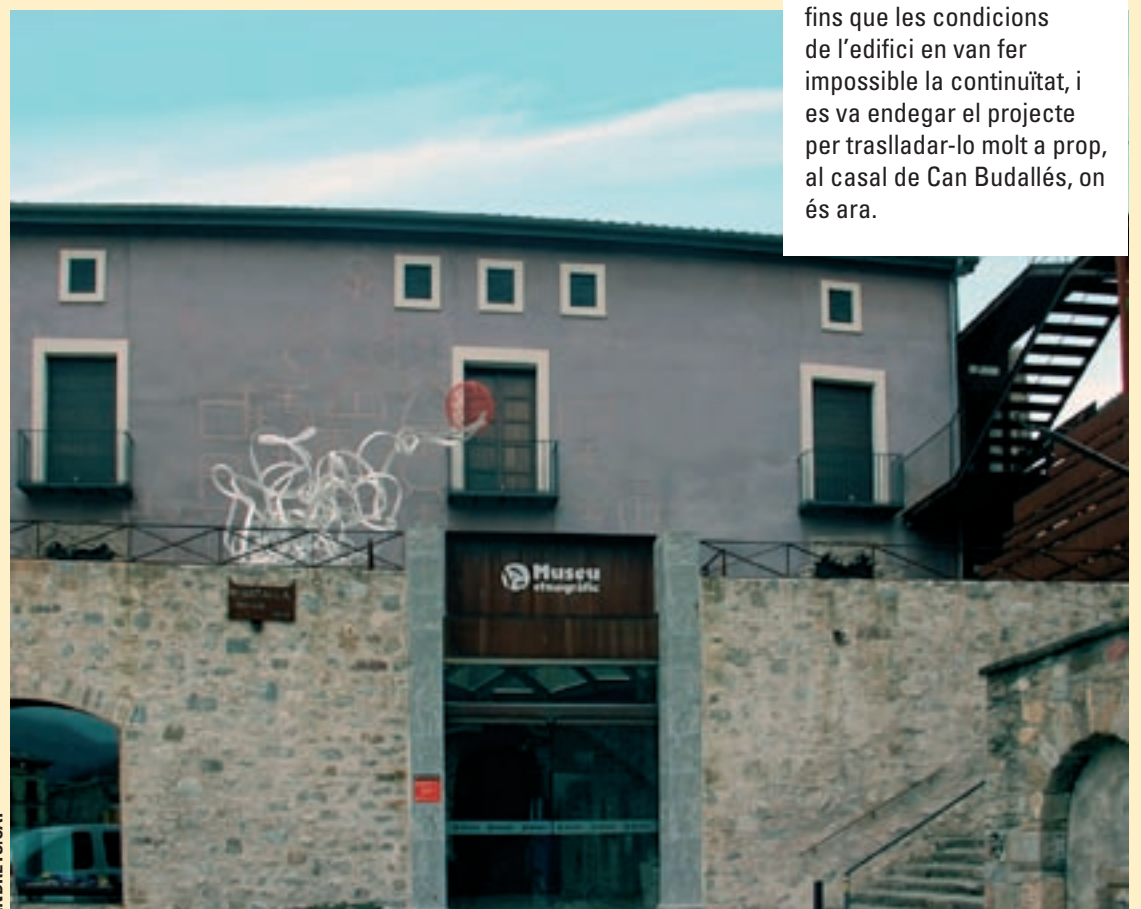 fins que les condicions
de l’edifici en van fer
impossible la continuïtat, i
es va endegar el projecte
per traslladar-lo molt a prop,
al casal de Can Budallés, on
és ara.
Museu
etnogràfic